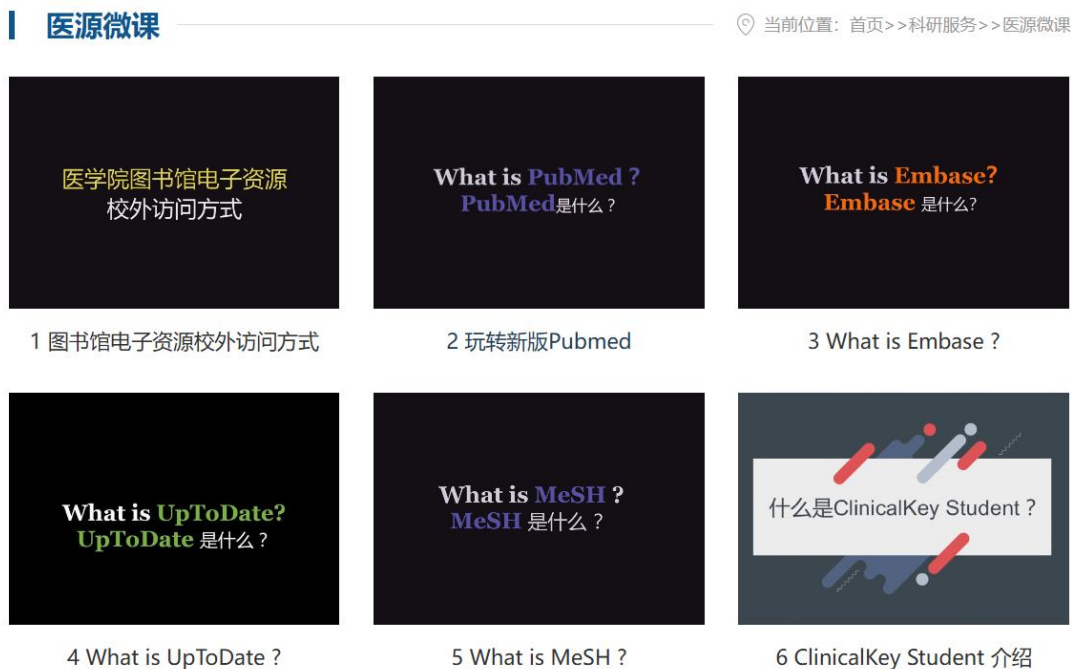 医源微课
当前位置: 首页>>科研服务>>医源微课
医学院图书馆电子资源
校外访问方式
What is PubMed ?
PubMed是什么 ?
What is Embase?
Embase 是什么?
1 图书馆电子资源校外访问方式
2 玩转新版Pubmed
3 What is Embase ?
What is UpToDate?
UpToDate 是什么 ?
What is MeSH ?
MeSH 是什么 ?
什么是ClinicalKey Student ?
4 What is UpToDate ?
5 What is MeSH ?
6 ClinicalKey Student 介绍